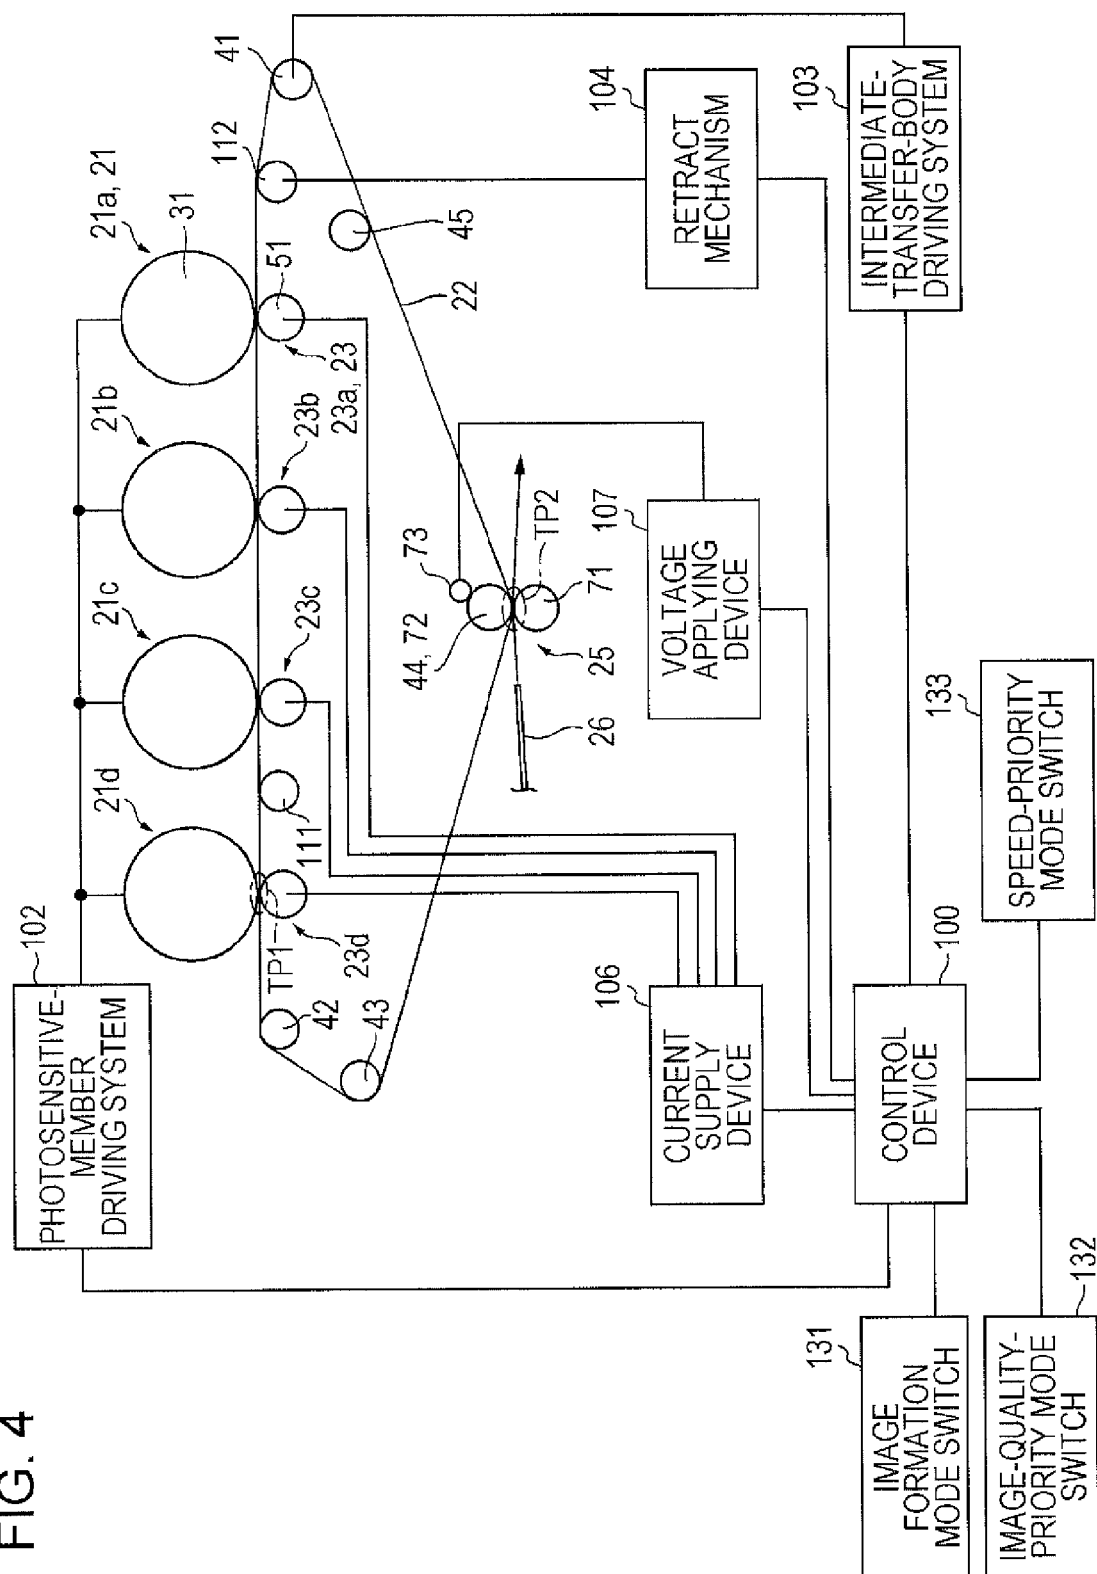 FIG. 4
PHOTOSENSITIVE-
MEMBER
DRIVING SYSTEM
102
21d
21c
21b
21a, 21
31
112
41
TP1
23d
111
23c
23b
23a, 23
51
42
43
45
22
73
44, 72
TP2
71
25
26
106
CURRENT
SUPPLY
DEVICE
107
VOLTAGE
APPLYING
DEVICE
104
RETRACT
MECHANISM
103
INTERMEDIATE-
TRANSFER-BODY
DRIVING SYSTEM
100
CONTROL
DEVICE
133
SPEED-PRIORITY
MODE SWITCH
131
IMAGE
FORMATION
MODE SWITCH
132
IMAGE-QUALITY-
PRIORITY MODE
SWITCH